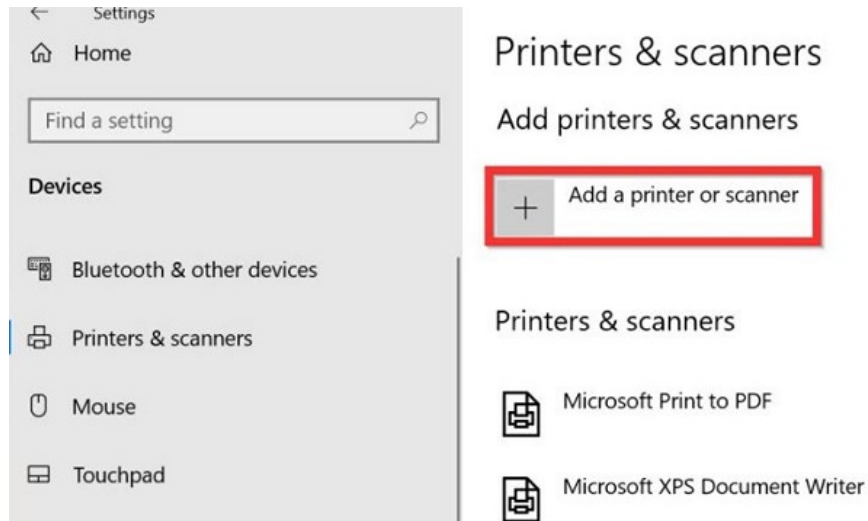 Settings
Home
Find a setting
Devices
Bluetooth & other devices
Printers & scanners
Mouse
Touchpad
Printers & scanners
Add printers & scanners
Add a printer or scanner
Printers & scanners
Microsoft Print to PDF
Microsoft XPS Document Writer